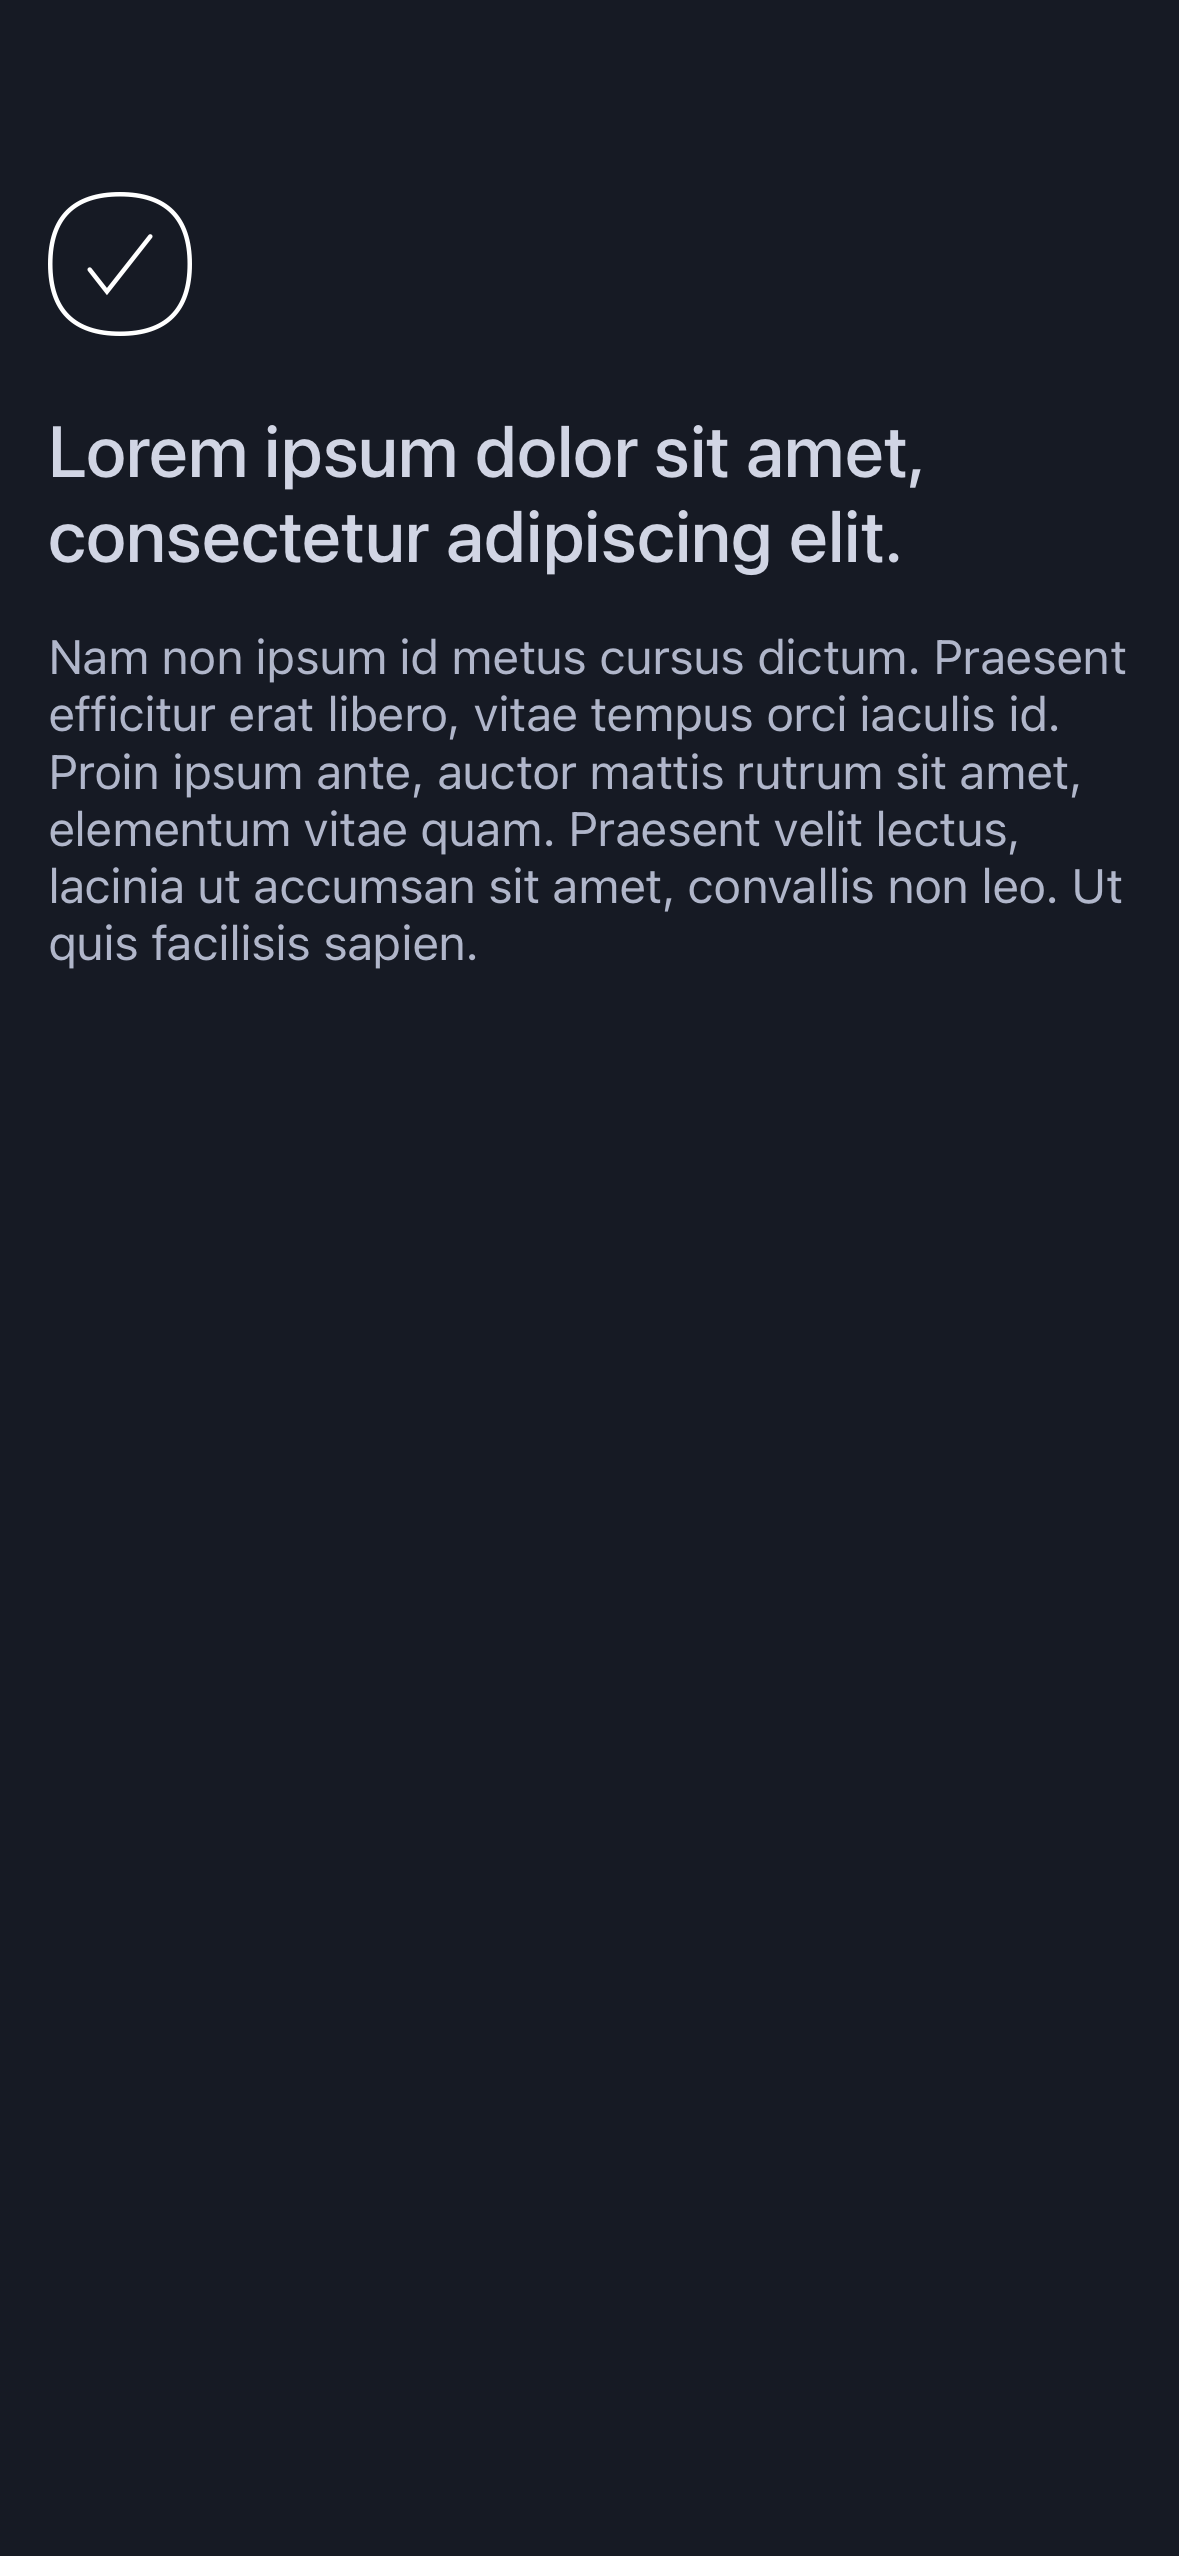 Lorem ipsum dolor sit amet,
consectetur adipiscing elit.
Nam non ipsum id metus cursus dictum. Praesent
efficitur erat libero, vitae tempus orci iaculis id.
Proin ipsum ante, auctor mattis rutrum sit amet,
elementum vitae quam. Praesent velit lectus,
lacinia ut accumsan sit amet, convallis non leo. Ut
quis facilisis sapien.